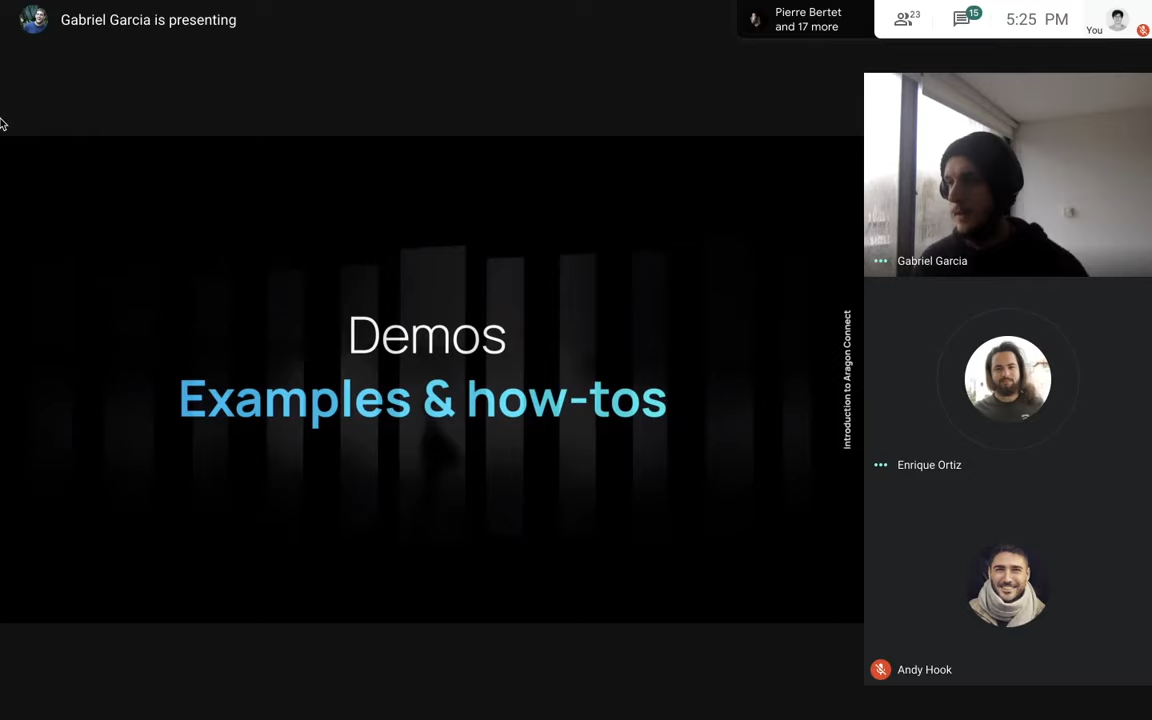 Gabriel Garcia is presenting
Pierre Bertet
and 17 more
23
15
5:25 PM
You
Demos
Examples & how-tos
Introduction to Aragon Connect
Gabriel Garcia
Enrique Ortiz
Andy Hook